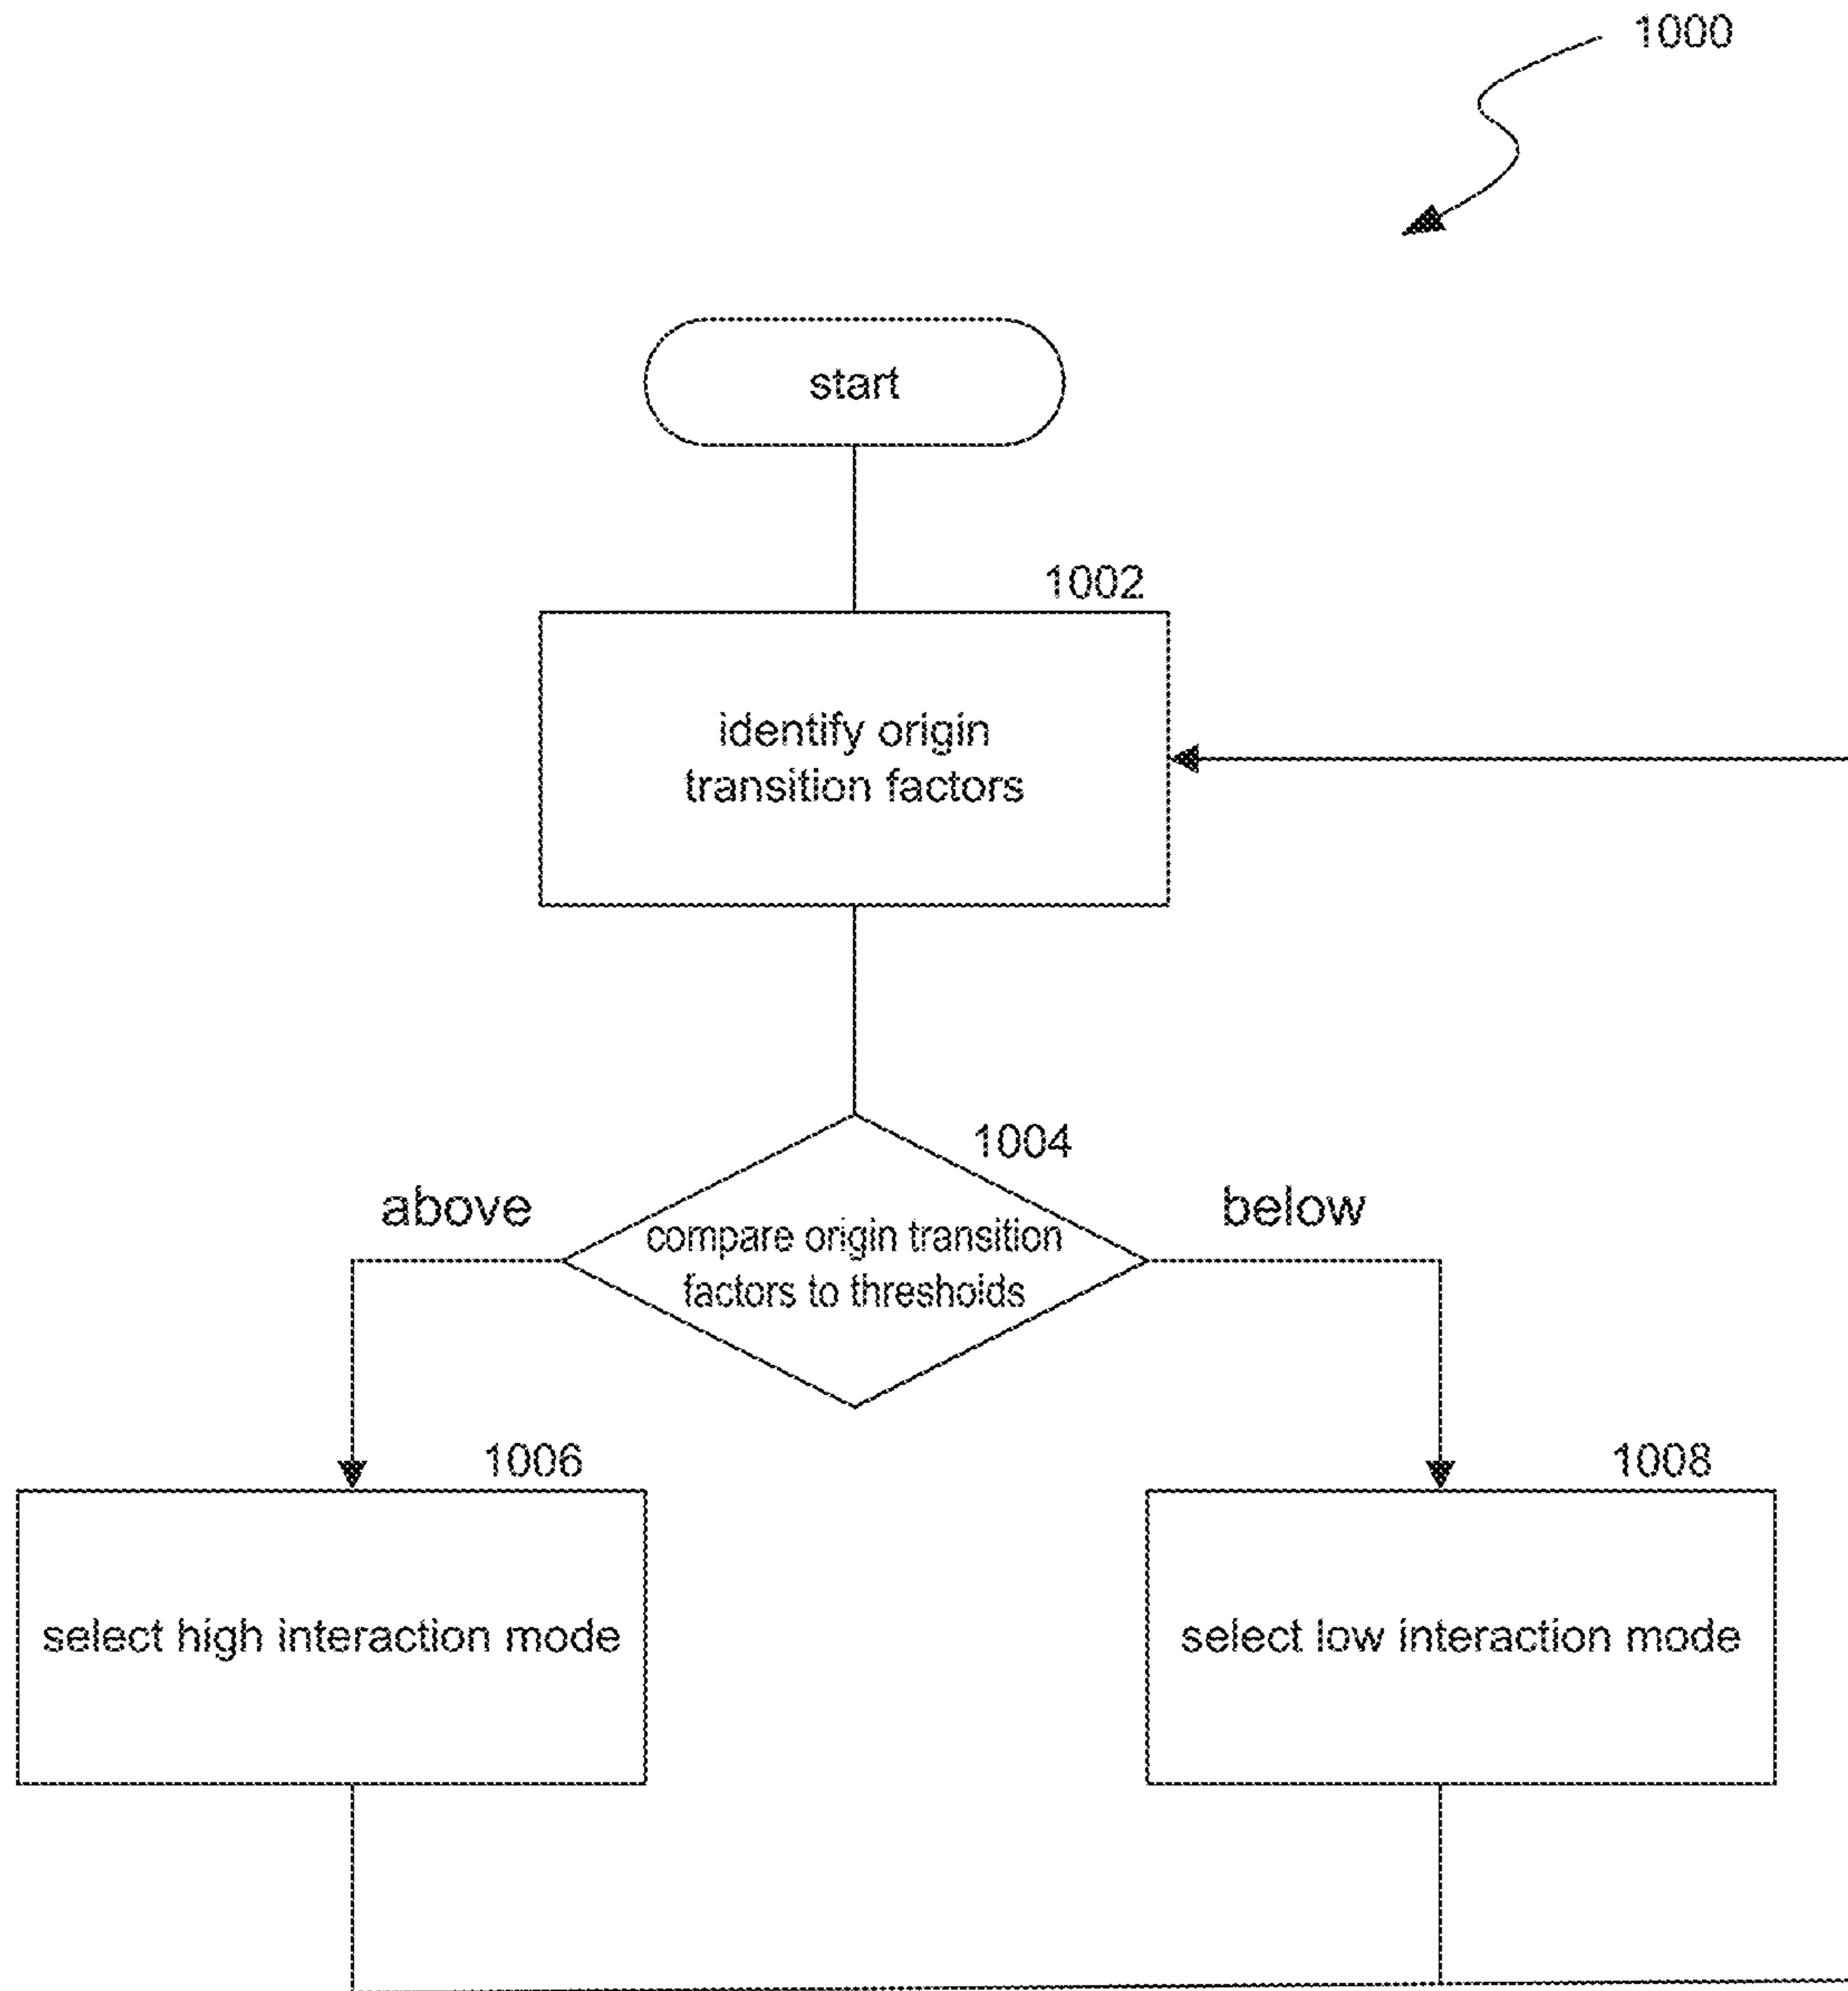 1000
start
1002
identify origin
transition factors
1004
above
below
compare origin transition
factors to thresholds
1006
1008
select high interaction mode
select low interaction mode